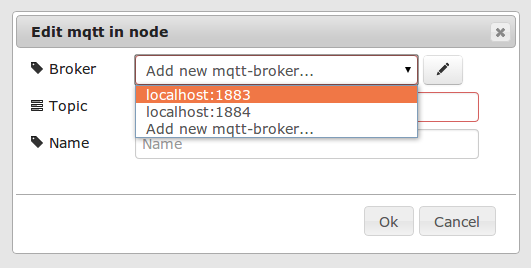 Edit mqtt in node
Broker
Add new mqtt-broker...
localhost:1883
localhost:1884
Add new mqtt-broker...
Topic
Name
Name
Ok
Cancel